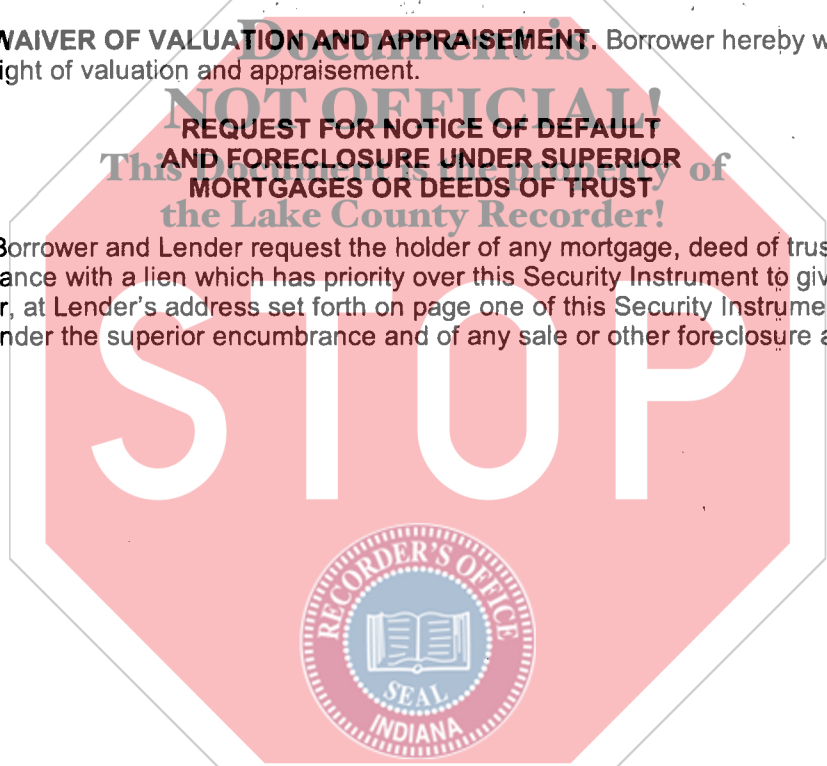 WAIVER OF VALUATION AND APPRAISEMENT. Borrower hereby
right of valuation and appraisement.
Document is
NOT OFFICIAL!
This Document is the property of
the Lake County Recorder!
REQUEST FOR NOTICE OF DEFAULT
AND FORECLOSURE UNDER SUPERIOR
MORTGAGES OR DEEDS OF TRUST
Borrower and Lender request the holder of any mortgage, deed of trus
ance with a lien which has priority over this Security Instrument to giv
r, at Lender's address set forth on page one of this Security Instrume
nder the superior encumbrance and of any sale or other foreclosure a
STOP
RECORDER'S OFFICE
SEAL
INDIANA